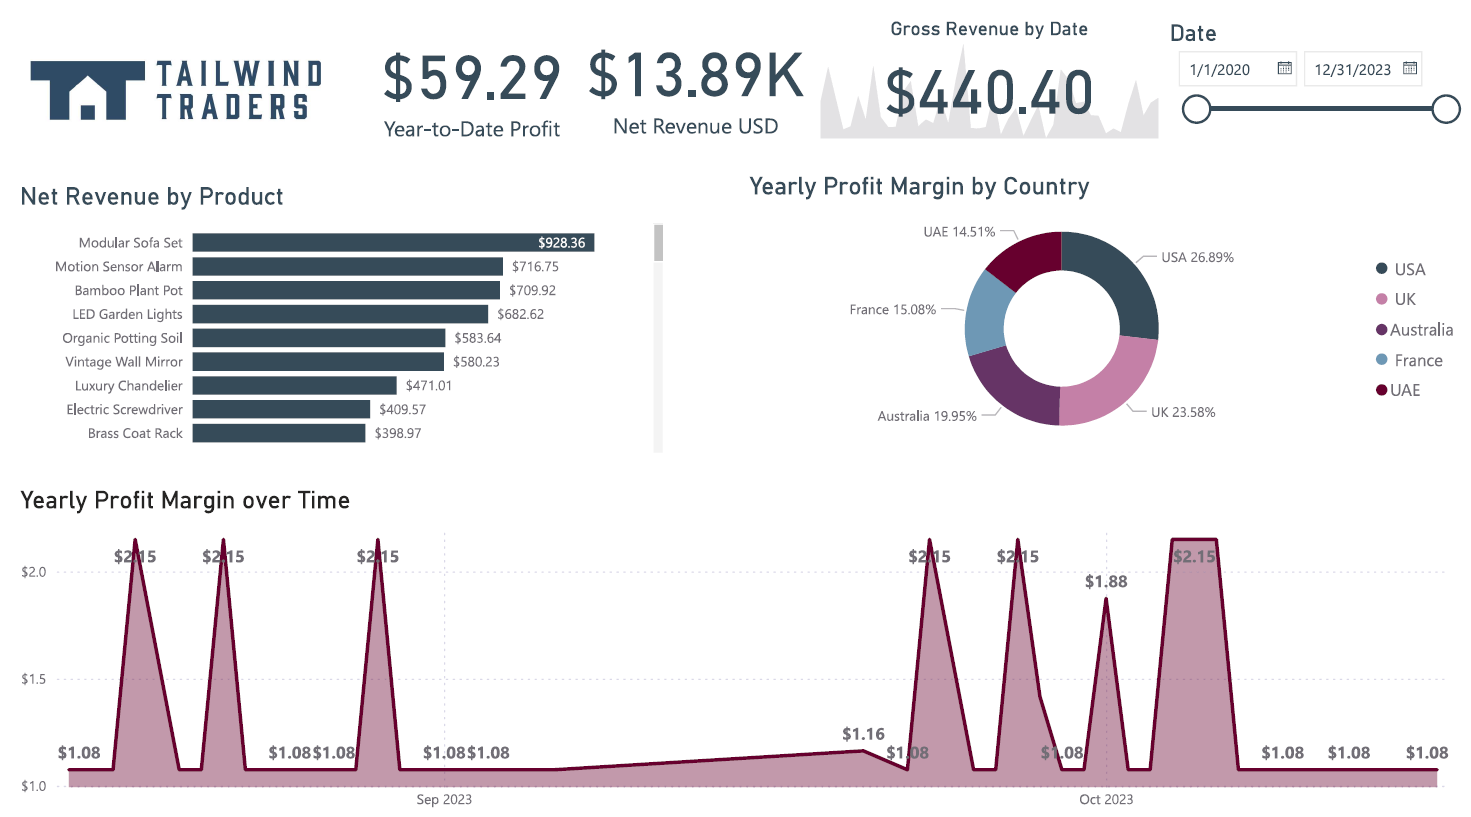 TAILWIND
TRADERS
$59.29
Year-to-Date Profit
$13.89K
Net Revenue USD
Gross Revenue by Date
$440.40
Date
1/1/2020
12/31/2023
Net Revenue by Product
Modular Sofa Set $928.36
Motion Sensor Alarm $716.75
Bamboo Plant Pot $709.92
LED Garden Lights $682.62
Organic Potting Soil $583.64
Vintage Wall Mirror $580.23
Luxury Chandelier $471.01
Electric Screwdriver $409.57
Brass Coat Rack $398.97
Yearly Profit Margin by Country
UAE 14.51%
USA 26.89%
France 15.08%
Australia 19.95%
UK 23.58%
USA
UK
Australia
France
UAE
Yearly Profit Margin over Time
$2.15 $2.15 $2.15 $2.15 $2.15 $2.15
$2.0
$1.88
$1.5
$1.16
$1.08 $1.08 $1.08 $1.08 $1.08 $1.08 $1.08 $1.08 $1.08 $1.08
$1.0
Sep 2023 Oct 2023